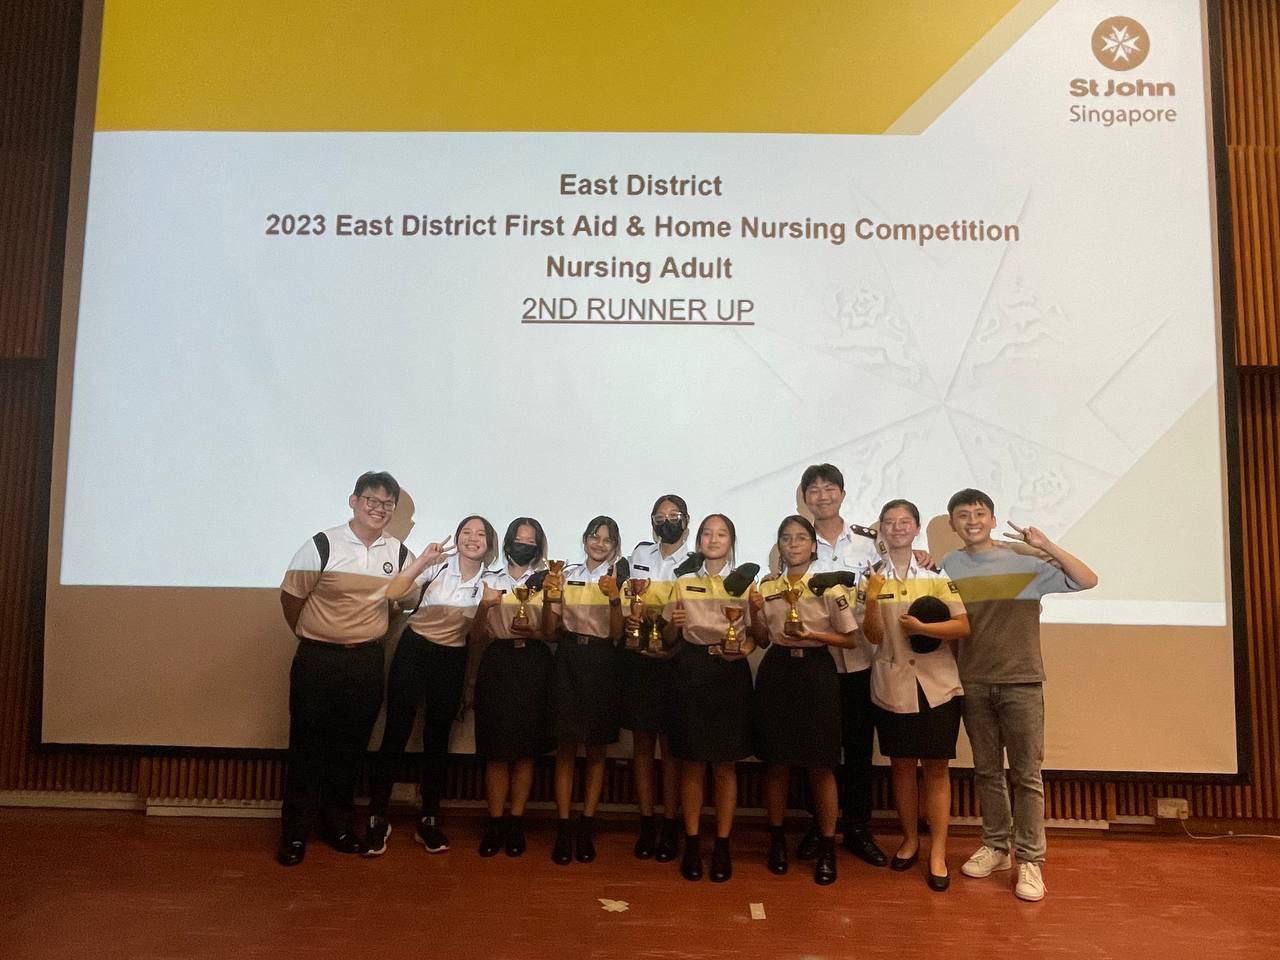 St John
Singapore
East District
2023 East District First Aid & Home Nursing Competition
Nursing Adult
2ND RUNNER UP